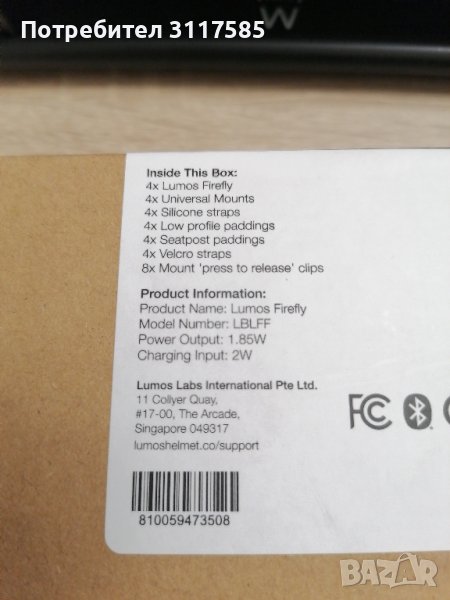 Потребител 3117585
W
Inside This Box:
4x Lumos Firefly
4x Universal Mounts
4x Silicone straps
4x Low profile paddings
4x Seatpost paddings
4x Velcro straps
8x Mount 'press to release' clips
Product Information:
Product Name: Lumos Firefly
Model Number: LBLFF
Power Output: 1.85W
Charging Input: 2W
Lumos Labs International Pte Ltd.
11 Collyer Quay,
#17-00, The Arcade,
Singapore 049317
lumoshelmet.co/support
FC
810059473508
BAZAR